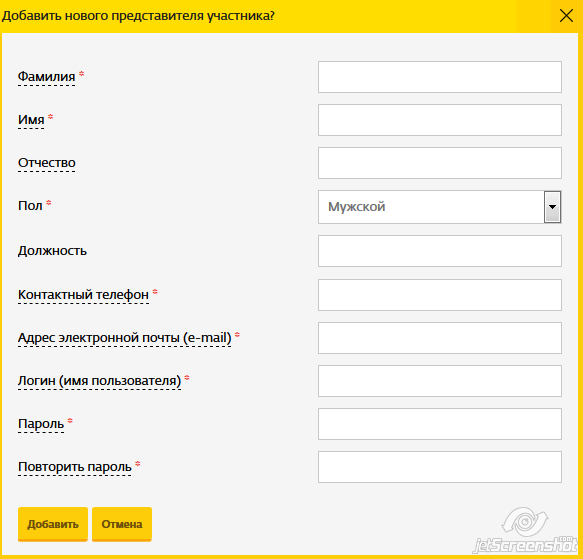 Добавить нового представителя участника?
Фамилия *
Имя *
Отчество
Пол * Мужской
Должность
Контактный телефон *
Адрес электронной почты (e-mail) *
Логин (имя пользователя) *
Пароль *
Повторить пароль *
Добавить Отмена
.com
jetScreenshot